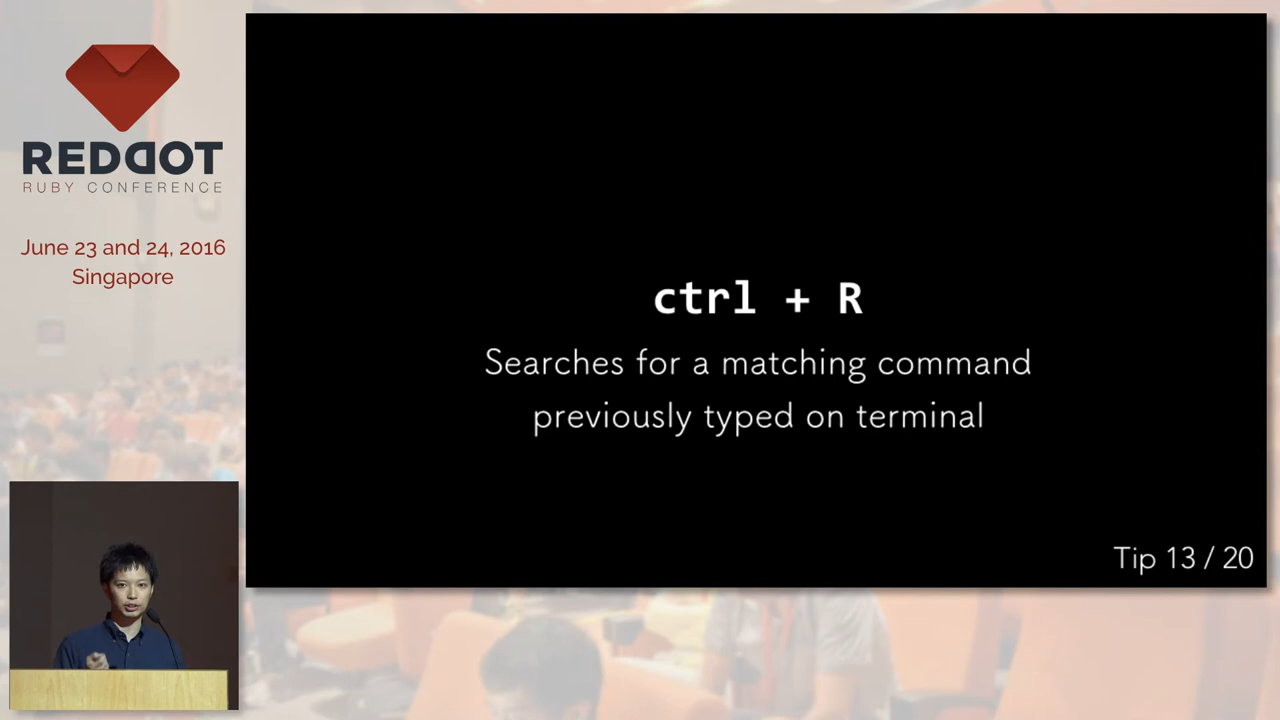 REDDOT
RUBY CONFERENCE
June 23 and 24, 2016
Singapore
ctrl + R
Searches for a matching command
previously typed on terminal
Tip 13 / 20